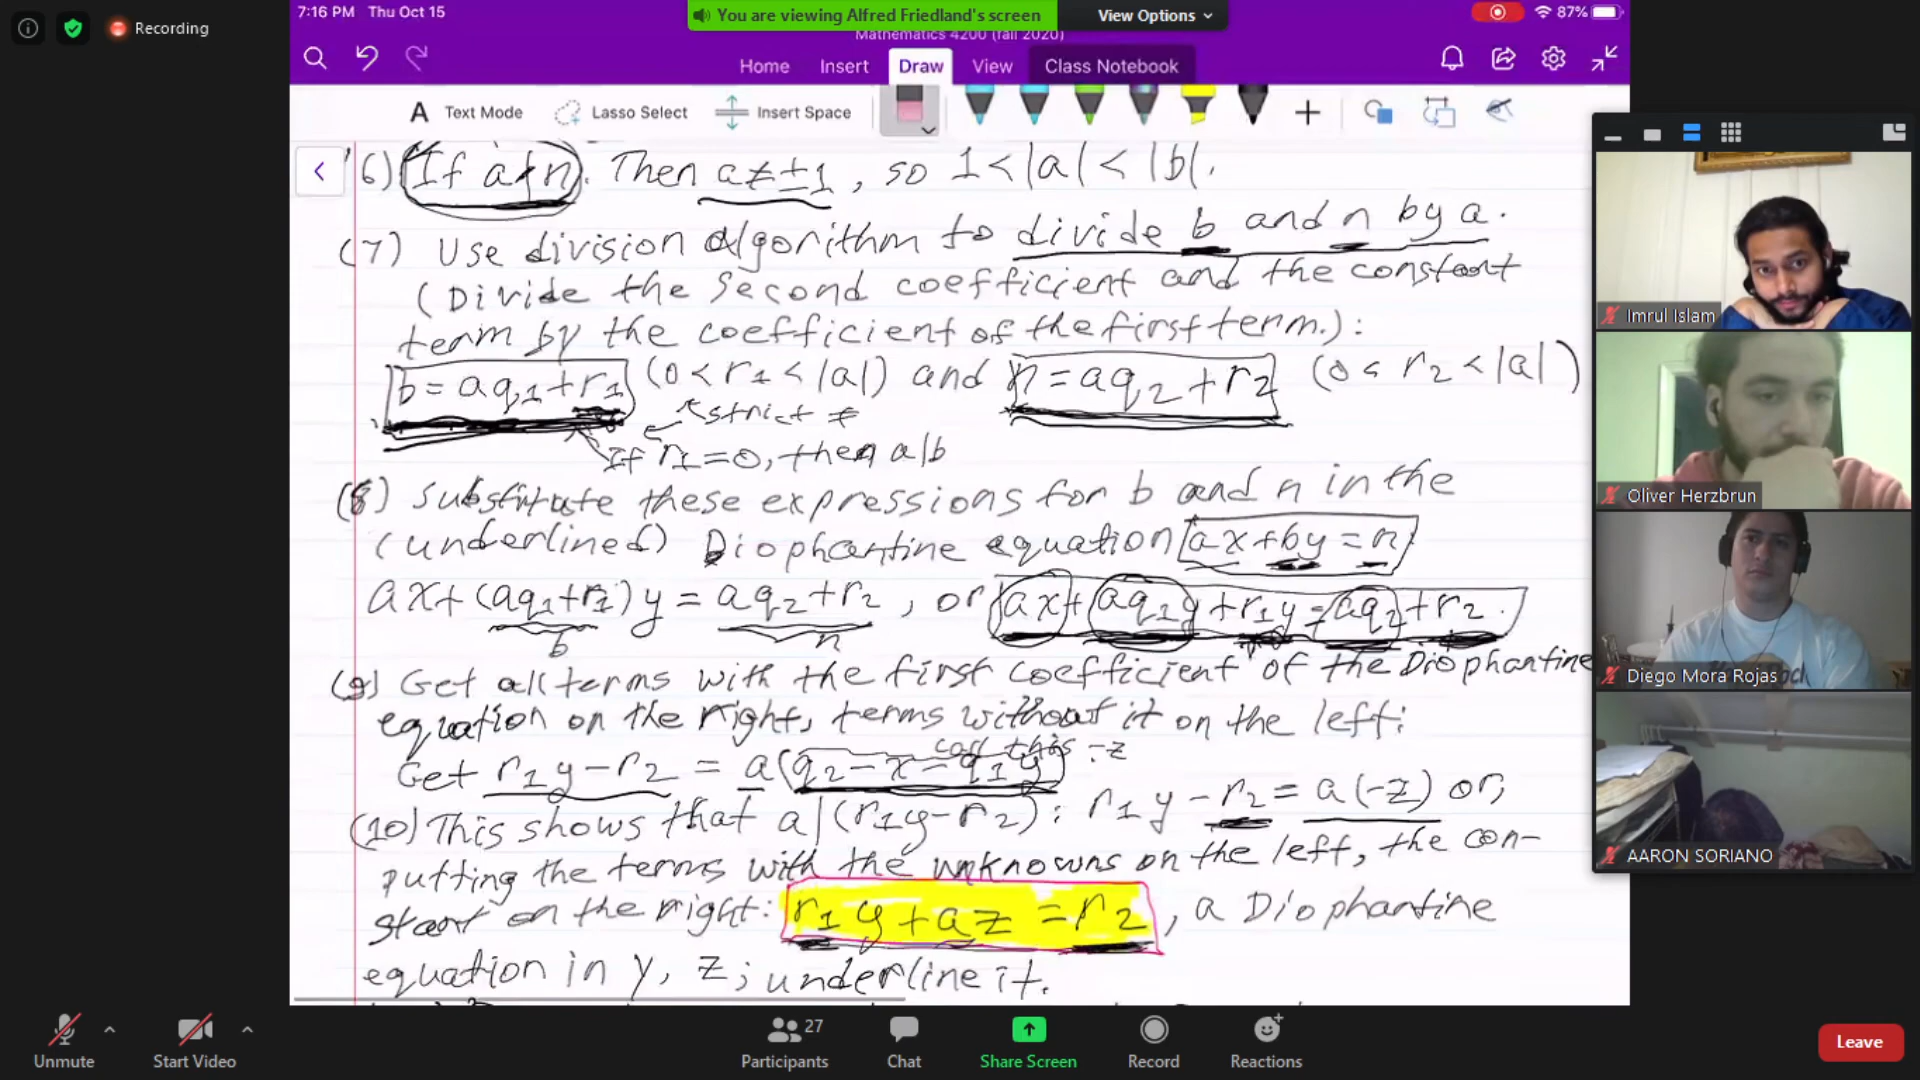 7:16 PM Thu Oct 15
You are viewing Alfred Friedland's screen
View Options
87%
Recording
Mathematics 4200 (fall 2020)
Home Insert Draw View Class Notebook
Text Mode Lasso Select Insert Space
(6) If a∤n. Then a≠±1, so 1<|a|<|b|.
(7) Use division algorithm to divide b and n by a.
(Divide the second coefficient and the constant
term by the coefficient of the first term.):
b=aq₁+r₁ (0<r₁<|a|) and n=aq₂+r₂ (0<r₂<|a|)
strict ≠
If r₁=0, then a|b
(8) Substitute these expressions for b and n in the
(underlined) Diophantine equation ax+by=n
ax+(aq₁+r₁)y=aq₂+r₂, or ax+aq₁y+r₁y=aq₂+r₂.
b n
(9) Get all terms with the first coefficient of the Diophantine
equation on the right, terms without it on the left:
call this -z
Get r₁y-r₂ = a(q₂-x-q₁y)
(10) This shows that a|(r₁y-r₂): r₁y-r₂=a(-z) or,
putting the terms with the unknowns on the left, the con-
stant on the right: r₁y+az=r₂, a Diophantine
equation in y, z; underline it.
Imrul Islam
Oliver Herzbrun
Diego Mora Rojas
AARON SORIANO
Unmute
Start Video
27
Participants
Chat
Share Screen
Record
Reactions
Leave